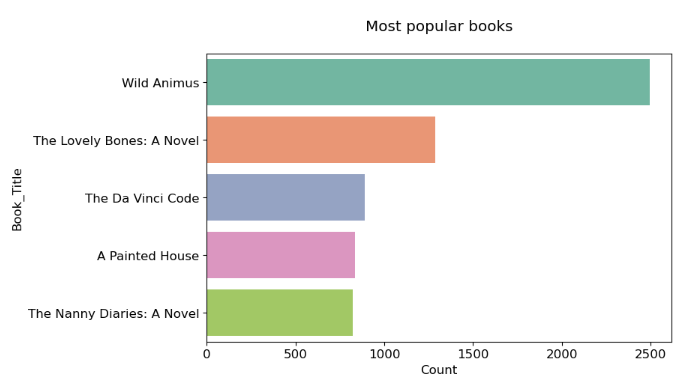 Most popular books
Book_Title
Wild Animus
The Lovely Bones: A Novel
The Da Vinci Code
A Painted House
The Nanny Diaries: A Novel
0 500 1000 1500 2000 2500
Count